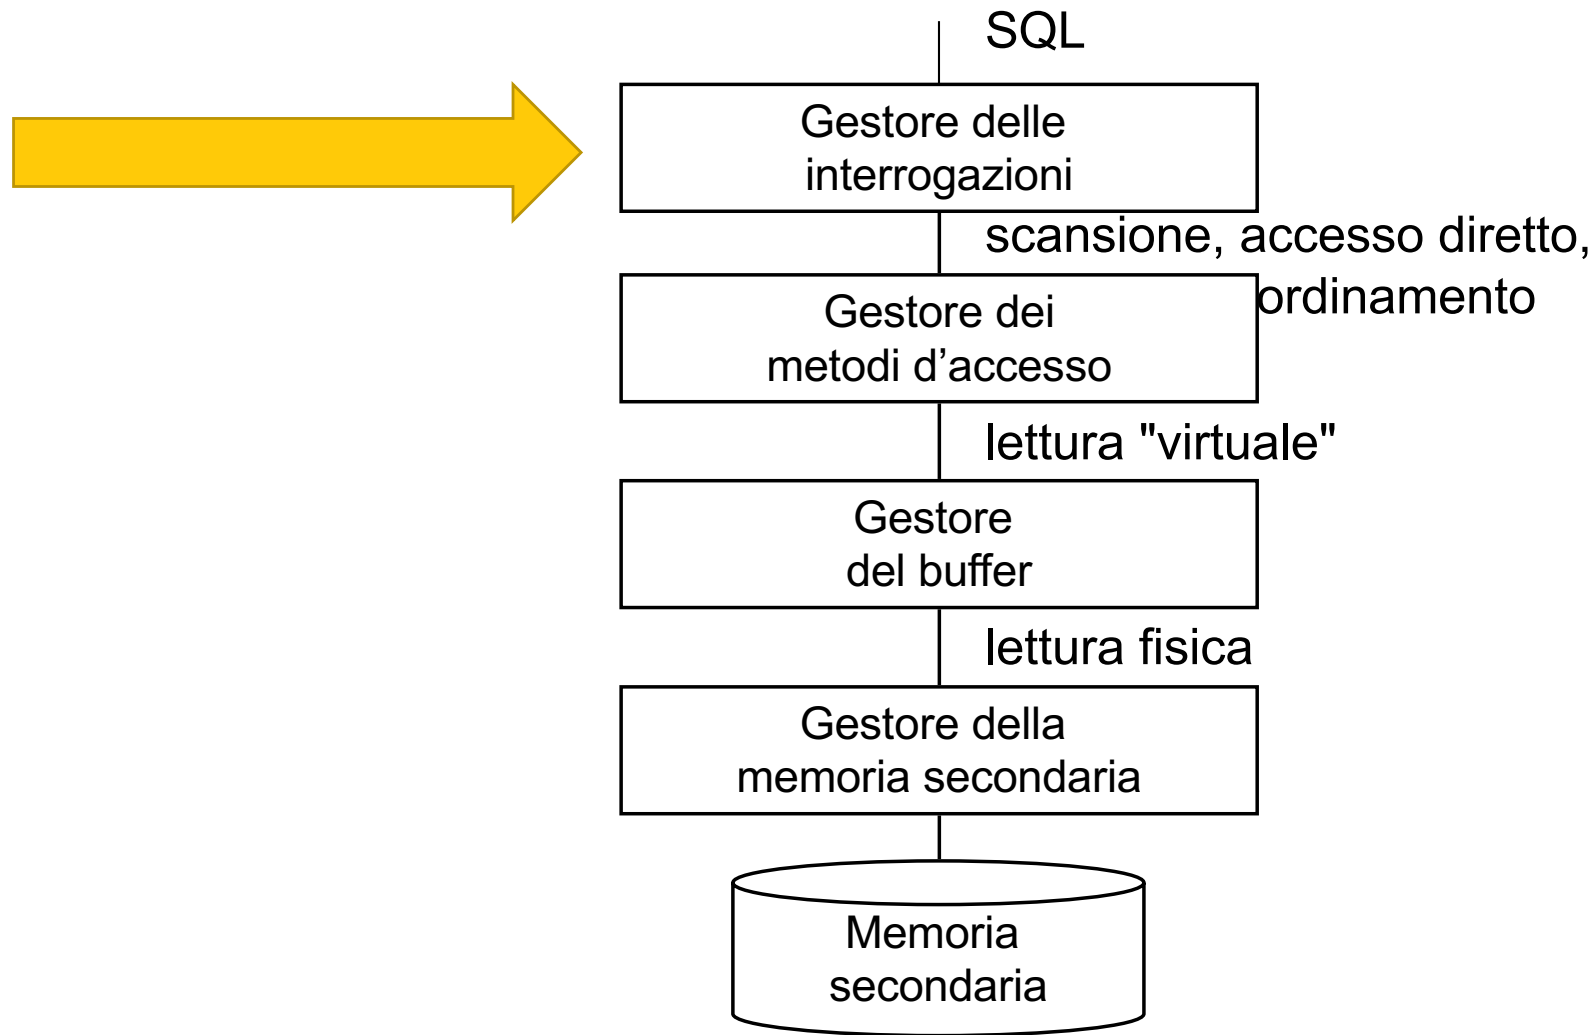 SQL
Gestore delle
interrogazioni
scansione, accesso diretto,
ordinamento
Gestore dei
metodi d’accesso
lettura "virtuale"
Gestore
del buffer
lettura fisica
Gestore della
memoria secondaria
Memoria
secondaria